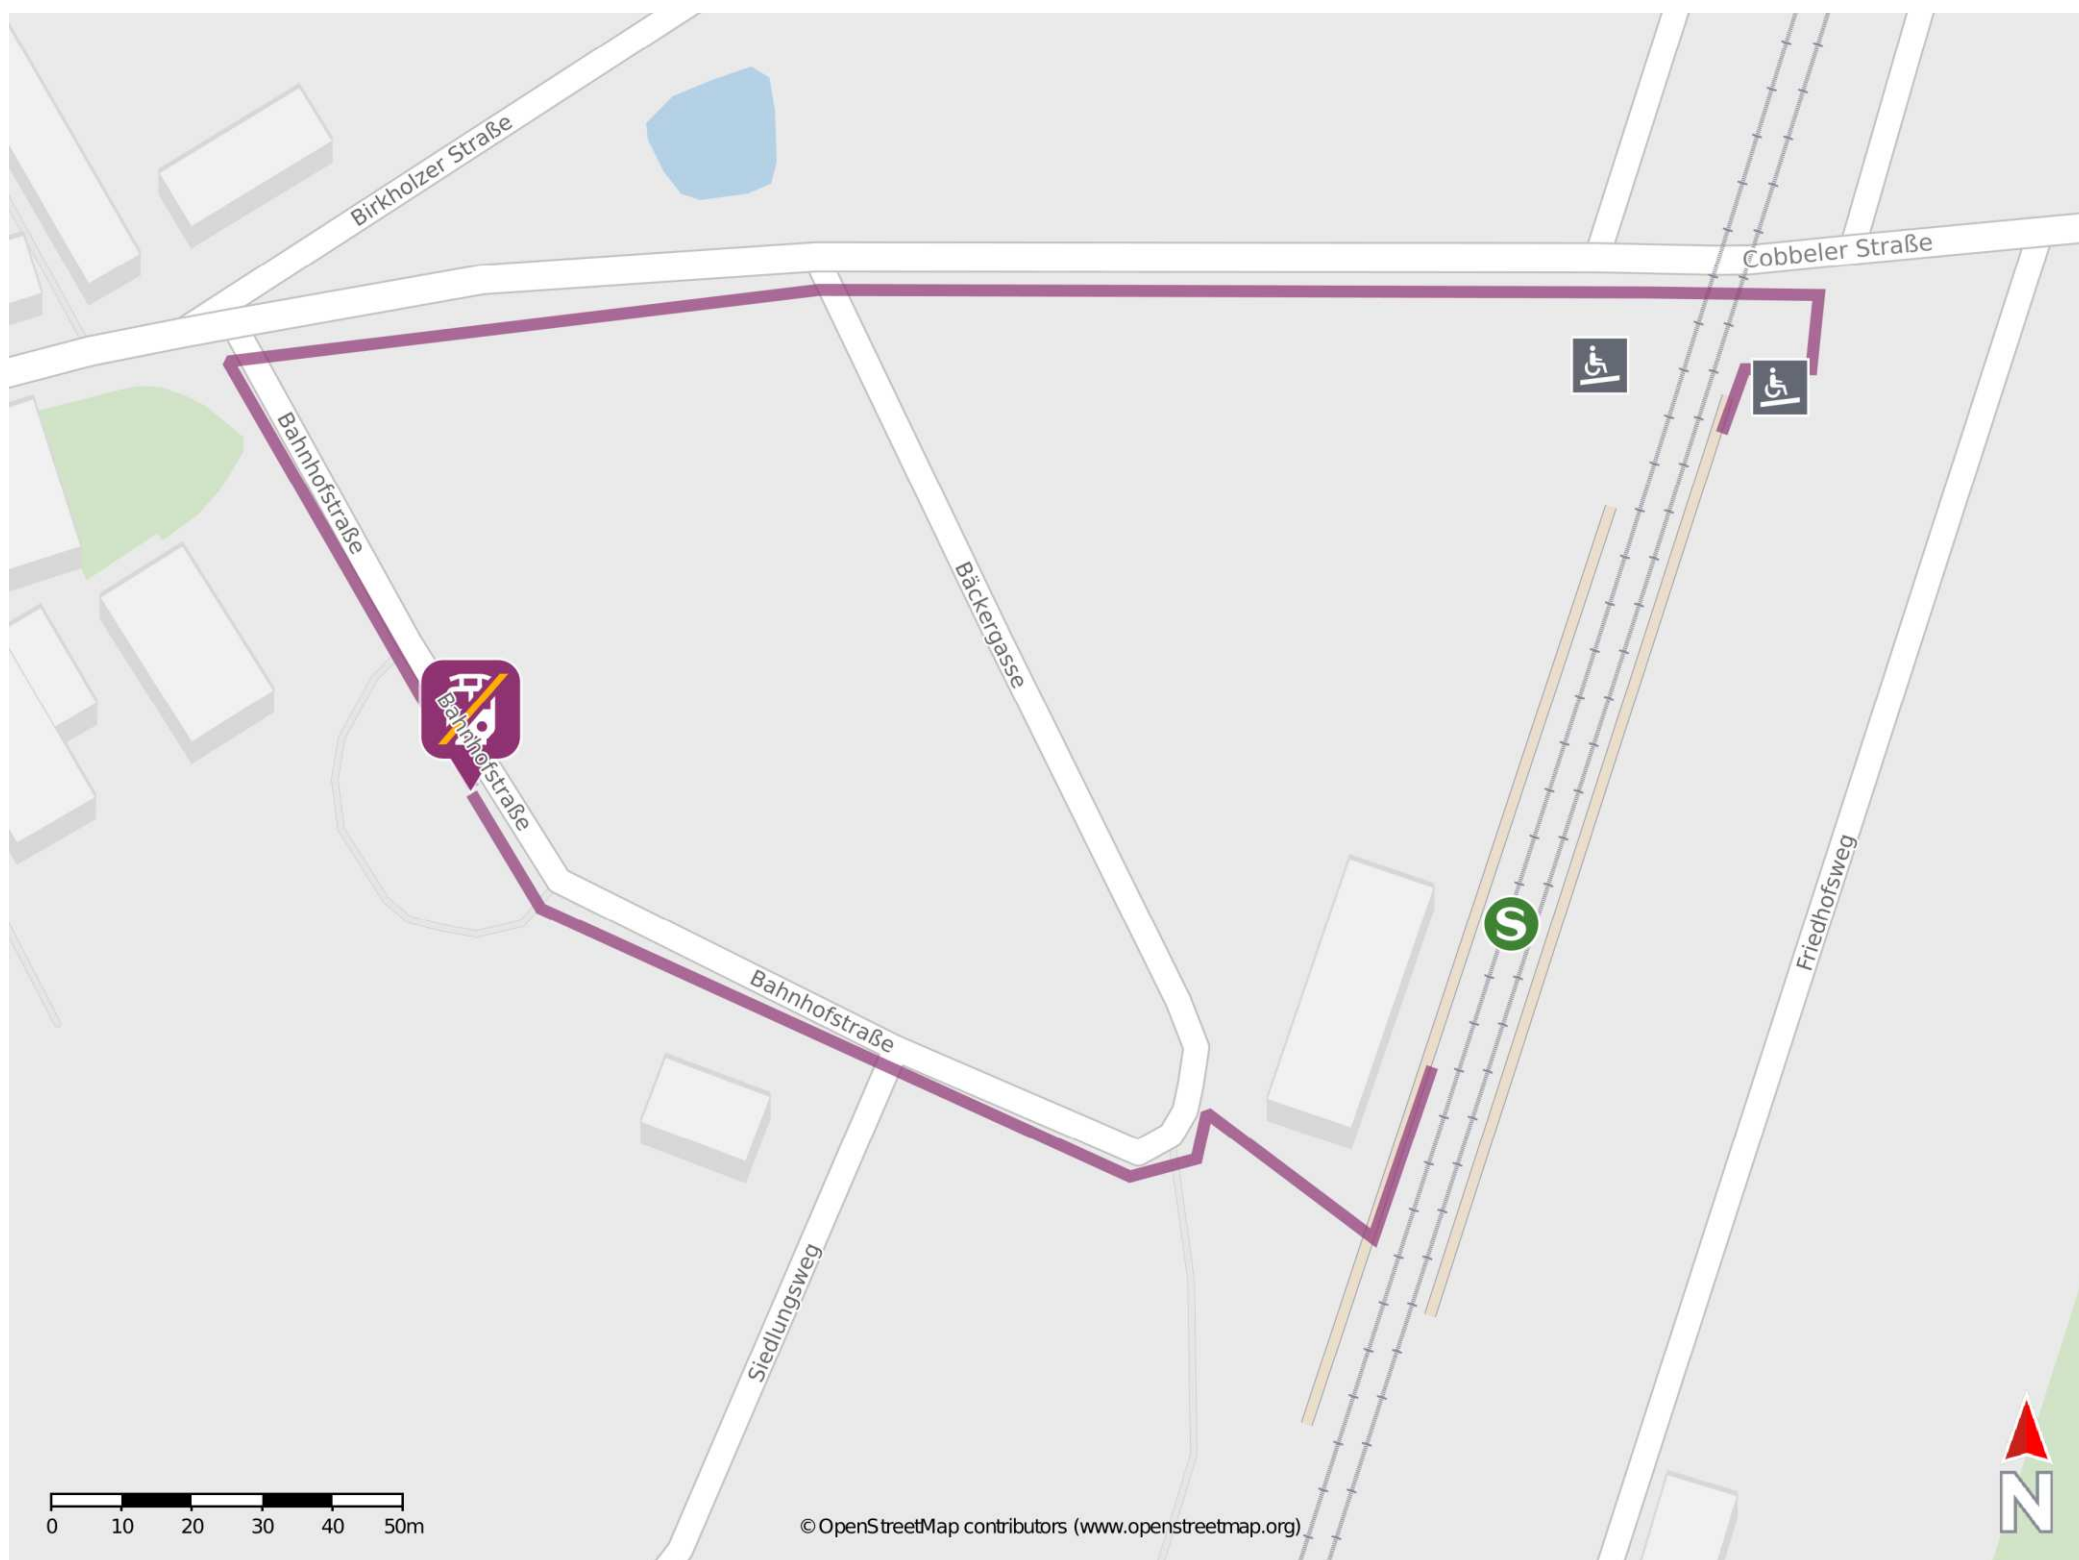 Birkholzer Straße
Cobbeler Straße
Bahnhofstraße
Bäckergasse
Bahnhofstraße
S
Friedhofsweg
Bahnhofstraße
Siedlungsweg
0 10 20 30 40 50m
© OpenStreetMap contributors (www.openstreetmap.org)
N